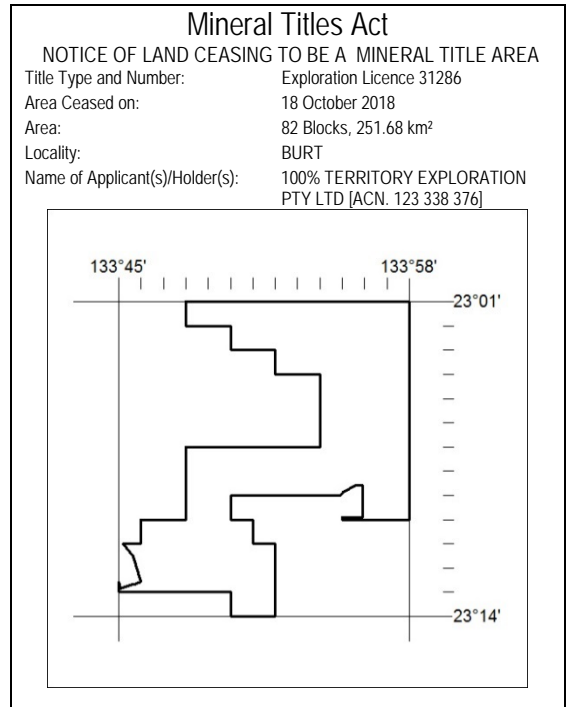 Mineral Titles Act
NOTICE OF LAND CEASING TO BE A MINERAL TITLE AREA
Title Type and Number: Exploration Licence 31286
Area Ceased on: 18 October 2018
Area: 82 Blocks, 251.68 km²
Locality: BURT
Name of Applicant(s)/Holder(s): 100% TERRITORY EXPLORATION
PTY LTD [ACN. 123 338 376]
133°45' 133°58'
23°01'
23°14'